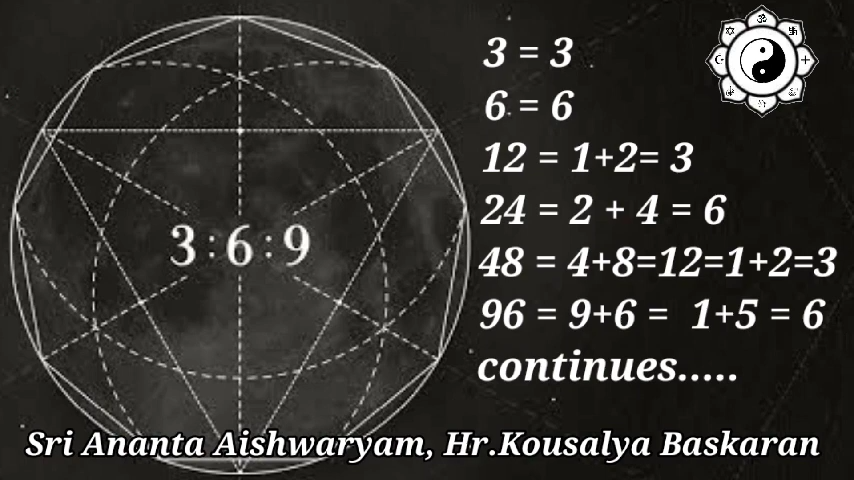 3 = 3
6 = 6
12 = 1+2= 3
24 = 2 + 4 = 6
48 = 4+8=12=1+2=3
96 = 9+6 = 1+5 = 6
continues.....
3:6:9
Sri Ananta Aishwaryam, Hr.Kousalya Baskaran